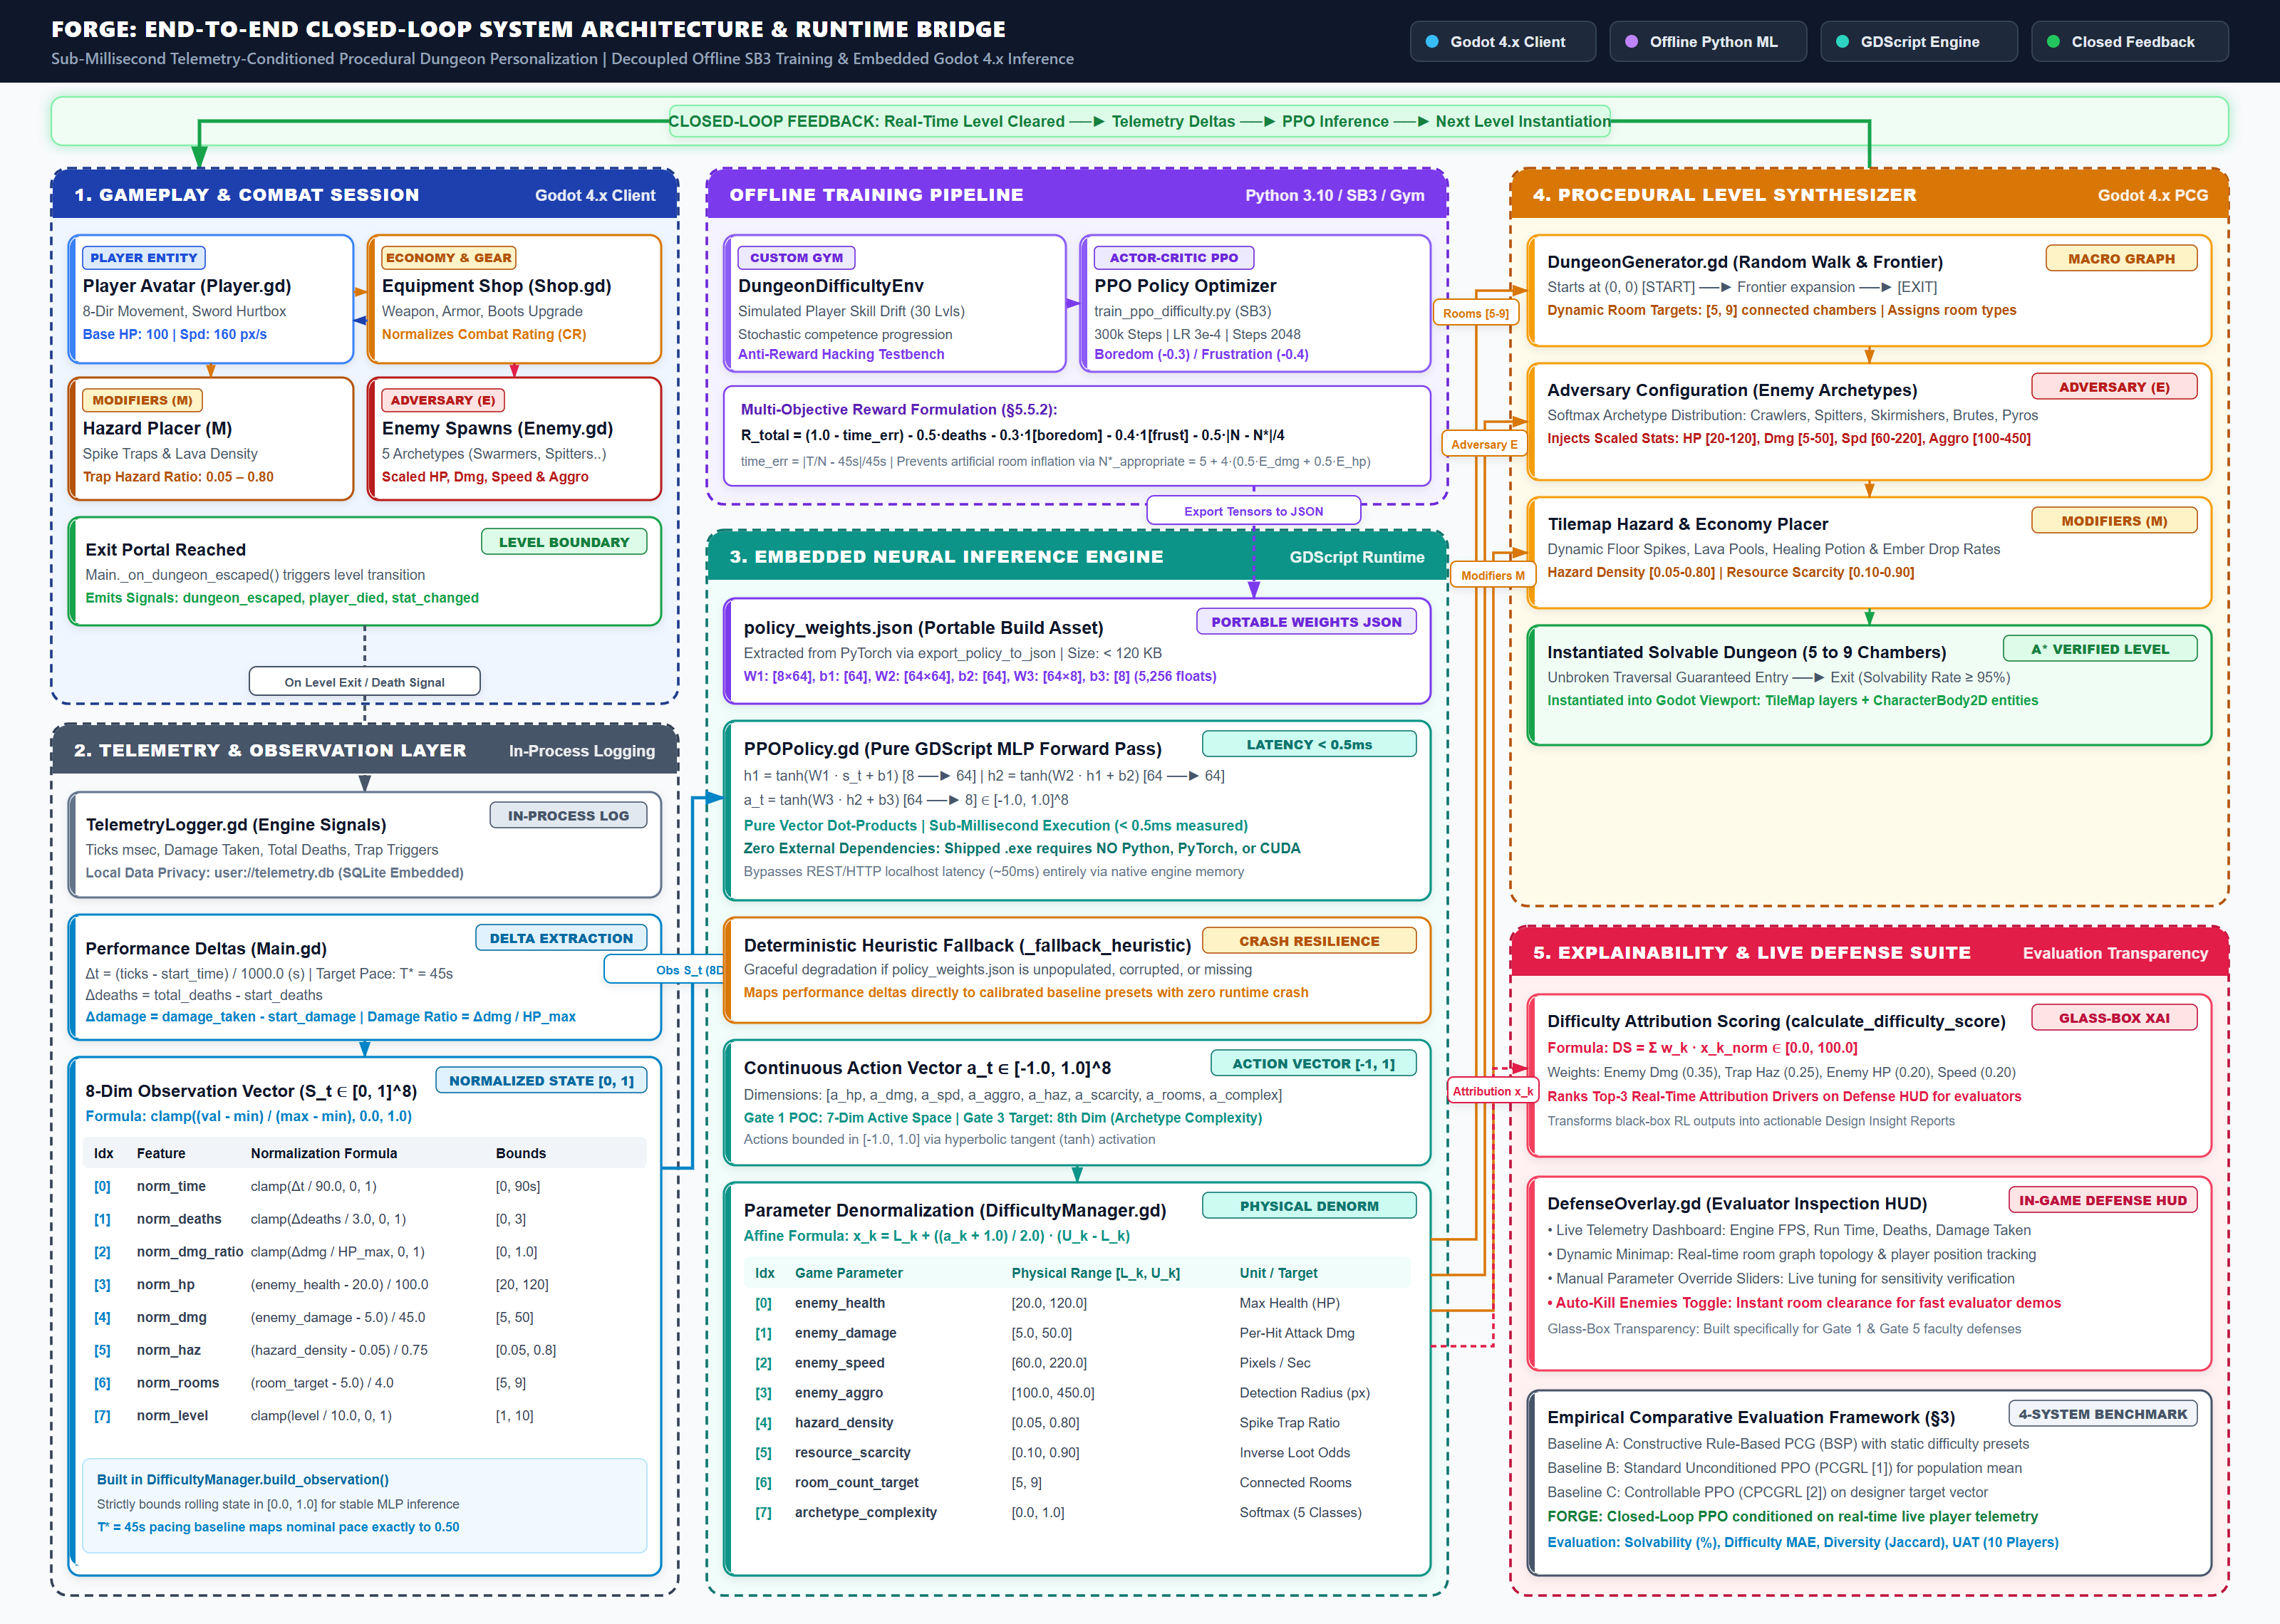 FORGE: END-TO-END CLOSED-LOOP SYSTEM ARCHITECTURE & RUNTIME BRIDGE
Sub-Millisecond Telemetry-Conditioned Procedural Dungeon Personalization | Decoupled Offline SB3 Training & Embedded Godot 4.x Inference
Godot 4.x Client
Offline Python ML
GDScript Engine
Closed Feedback
CLOSED-LOOP FEEDBACK: Real-Time Level Cleared ──► Telemetry Deltas ──► PPO Inference ──► Next Level Instantiation
1. GAMEPLAY & COMBAT SESSION
Godot 4.x Client
PLAYER ENTITY
Player Avatar (Player.gd)
8-Dir Movement, Sword Hurtbox
Base HP: 100 | Spd: 160 px/s
ECONOMY & GEAR
Equipment Shop (Shop.gd)
Weapon, Armor, Boots Upgrade
Normalizes Combat Rating (CR)
MODIFIERS (M)
Hazard Placer (M)
Spike Traps & Lava Density
Trap Hazard Ratio: 0.05 – 0.80
ADVERSARY (E)
Enemy Spawns (Enemy.gd)
5 Archetypes (Swarmers, Spitters..)
Scaled HP, Dmg, Speed & Aggro
LEVEL BOUNDARY
Exit Portal Reached
Main._on_dungeon_escaped() triggers level transition
Emits Signals: dungeon_escaped, player_died, stat_changed
On Level Exit / Death Signal
2. TELEMETRY & OBSERVATION LAYER
In-Process Logging
IN-PROCESS LOG
TelemetryLogger.gd (Engine Signals)
Ticks msec, Damage Taken, Total Deaths, Trap Triggers
Local Data Privacy: user://telemetry.db (SQLite Embedded)
DELTA EXTRACTION
Performance Deltas (Main.gd)
Δt = (ticks - start_time) / 1000.0 (s) | Target Pace: T* = 45s
Δdeaths = total_deaths - start_deaths
Δdamage = damage_taken - start_damage | Damage Ratio = Δdmg / HP_max
Obs S_t (8D
NORMALIZED STATE [0, 1]
8-Dim Observation Vector (S_t ∈ [0, 1]^8)
Formula: clamp((val - min) / (max - min), 0.0, 1.0)
Idx Feature Normalization Formula Bounds
[0] norm_time clamp(Δt / 90.0, 0, 1) [0, 90s]
[1] norm_deaths clamp(Δdeaths / 3.0, 0, 1) [0, 3]
[2] norm_dmg_ratio clamp(Δdmg / HP_max, 0, 1) [0, 1.0]
[3] norm_hp (enemy_health - 20.0) / 100.0 [20, 120]
[4] norm_dmg (enemy_damage - 5.0) / 45.0 [5, 50]
[5] norm_haz (hazard_density - 0.05) / 0.75 [0.05, 0.8]
[6] norm_rooms (room_target - 5.0) / 4.0 [5, 9]
[7] norm_level clamp(level / 10.0, 0, 1) [1, 10]
Built in DifficultyManager.build_observation()
Strictly bounds rolling state in [0.0, 1.0] for stable MLP inference
T* = 45s pacing baseline maps nominal pace exactly to 0.50
OFFLINE TRAINING PIPELINE
Python 3.10 / SB3 / Gym
CUSTOM GYM
DungeonDifficultyEnv
Simulated Player Skill Drift (30 Lvls)
Stochastic competence progression
Anti-Reward Hacking Testbench
ACTOR-CRITIC PPO
PPO Policy Optimizer
train_ppo_difficulty.py (SB3)
300k Steps | LR 3e-4 | Steps 2048
Boredom (-0.3) / Frustration (-0.4)
Multi-Objective Reward Formulation (§5.5.2):
R_total = (1.0 - time_err) - 0.5·deaths - 0.3·1[boredom] - 0.4·1[frust] - 0.5·|N - N*|/4
time_err = |T/N - 45s|/45s | Prevents artificial room inflation via N*_appropriate = 5 + 4·(0.5·E_dmg + 0.5·E_hp)
Export Tensors to JSON
3. EMBEDDED NEURAL INFERENCE ENGINE
GDScript Runtime
PORTABLE WEIGHTS JSON
policy_weights.json (Portable Build Asset)
Extracted from PyTorch via export_policy_to_json | Size: < 120 KB
W1: [8×64], b1: [64], W2: [64×64], b2: [64], W3: [64×8], b3: [8] (5,256 floats)
LATENCY < 0.5ms
PPOPolicy.gd (Pure GDScript MLP Forward Pass)
h1 = tanh(W1 · s_t + b1) [8 ──► 64] | h2 = tanh(W2 · h1 + b2) [64 ──► 64]
a_t = tanh(W3 · h2 + b3) [64 ──► 8] ∈ [-1.0, 1.0]^8
Pure Vector Dot-Products | Sub-Millisecond Execution (< 0.5ms measured)
Zero External Dependencies: Shipped .exe requires NO Python, PyTorch, or CUDA
Bypasses REST/HTTP localhost latency (~50ms) entirely via native engine memory
CRASH RESILIENCE
Deterministic Heuristic Fallback (_fallback_heuristic)
Graceful degradation if policy_weights.json is unpopulated, corrupted, or missing
Maps performance deltas directly to calibrated baseline presets with zero runtime crash
ACTION VECTOR [-1, 1]
Continuous Action Vector a_t ∈ [-1.0, 1.0]^8
Dimensions: [a_hp, a_dmg, a_spd, a_aggro, a_haz, a_scarcity, a_rooms, a_complex]
Gate 1 POC: 7-Dim Active Space | Gate 3 Target: 8th Dim (Archetype Complexity)
Actions bounded in [-1.0, 1.0] via hyperbolic tangent (tanh) activation
PHYSICAL DENORM
Parameter Denormalization (DifficultyManager.gd)
Affine Formula: x_k = L_k + ((a_k + 1.0) / 2.0) · (U_k - L_k)
Idx Game Parameter Physical Range [L_k, U_k] Unit / Target
[0] enemy_health [20.0, 120.0] Max Health (HP)
[1] enemy_damage [5.0, 50.0] Per-Hit Attack Dmg
[2] enemy_speed [60.0, 220.0] Pixels / Sec
[3] enemy_aggro [100.0, 450.0] Detection Radius (px)
[4] hazard_density [0.05, 0.80] Spike Trap Ratio
[5] resource_scarcity [0.10, 0.90] Inverse Loot Odds
[6] room_count_target [5, 9] Connected Rooms
[7] archetype_complexity [0.0, 1.0] Softmax (5 Classes)
Rooms [5-9]
Adversary E
Modifiers M
Attribution x_k
4. PROCEDURAL LEVEL SYNTHESIZER
Godot 4.x PCG
MACRO GRAPH
DungeonGenerator.gd (Random Walk & Frontier)
Starts at (0, 0) [START] ──► Frontier expansion ──► [EXIT]
Dynamic Room Targets: [5, 9] connected chambers | Assigns room types
ADVERSARY (E)
Adversary Configuration (Enemy Archetypes)
Softmax Archetype Distribution: Crawlers, Spitters, Skirmishers, Brutes, Pyros
Injects Scaled Stats: HP [20-120], Dmg [5-50], Spd [60-220], Aggro [100-450]
MODIFIERS (M)
Tilemap Hazard & Economy Placer
Dynamic Floor Spikes, Lava Pools, Healing Potion & Ember Drop Rates
Hazard Density [0.05-0.80] | Resource Scarcity [0.10-0.90]
A* VERIFIED LEVEL
Instantiated Solvable Dungeon (5 to 9 Chambers)
Unbroken Traversal Guaranteed Entry ──► Exit (Solvability Rate ≥ 95%)
Instantiated into Godot Viewport: TileMap layers + CharacterBody2D entities
5. EXPLAINABILITY & LIVE DEFENSE SUITE
Evaluation Transparency
GLASS-BOX XAI
Difficulty Attribution Scoring (calculate_difficulty_score)
Formula: DS = Σ w_k · x_k_norm ∈ [0.0, 100.0]
Weights: Enemy Dmg (0.35), Trap Haz (0.25), Enemy HP (0.20), Speed (0.20)
Ranks Top-3 Real-Time Attribution Drivers on Defense HUD for evaluators
Transforms black-box RL outputs into actionable Design Insight Reports
IN-GAME DEFENSE HUD
DefenseOverlay.gd (Evaluator Inspection HUD)
• Live Telemetry Dashboard: Engine FPS, Run Time, Deaths, Damage Taken
• Dynamic Minimap: Real-time room graph topology & player position tracking
• Manual Parameter Override Sliders: Live tuning for sensitivity verification
• Auto-Kill Enemies Toggle: Instant room clearance for fast evaluator demos
Glass-Box Transparency: Built specifically for Gate 1 & Gate 5 faculty defenses
4-SYSTEM BENCHMARK
Empirical Comparative Evaluation Framework (§3)
Baseline A: Constructive Rule-Based PCG (BSP) with static difficulty presets
Baseline B: Standard Unconditioned PPO (PCGRL [1]) for population mean
Baseline C: Controllable PPO (CPCGRL [2]) on designer target vector
FORGE: Closed-Loop PPO conditioned on real-time live player telemetry
Evaluation: Solvability (%), Difficulty MAE, Diversity (Jaccard), UAT (10 Players)